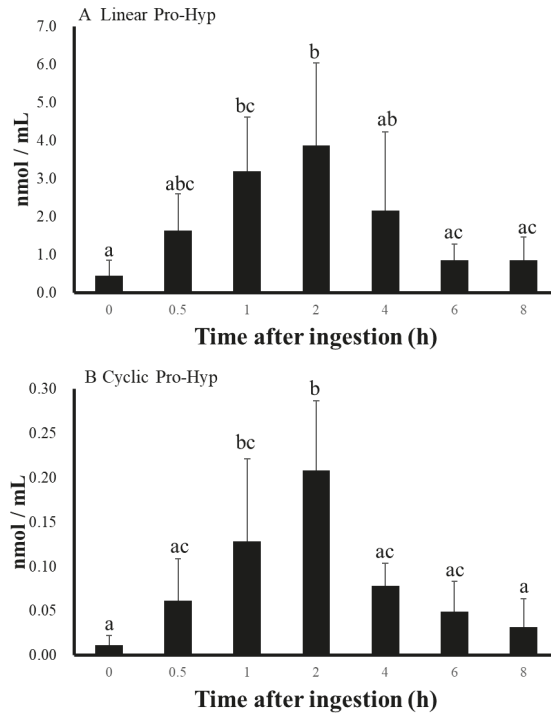 A Linear Pro-Hyp
7.0
6.0
5.0
4.0
3.0
2.0
1.0
0.0
nmol / mL
a
abc
bc
b
ab
ac
ac
0 0.5 1 2 4 6 8
Time after ingestion (h)
B Cyclic Pro-Hyp
0.30
0.25
0.20
0.15
0.10
0.05
0.00
nmol / mL
a
ac
bc
b
ac
ac
a
0 0.5 1 2 4 6 8
Time after ingestion (h)